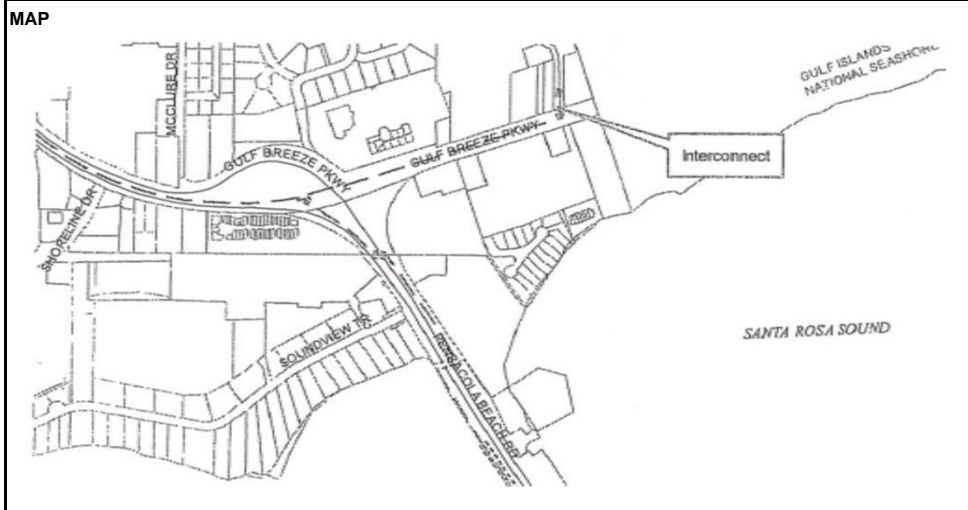 MAP
GULF ISLANDS
NATIONAL SEASHORE
MCCLURE DR
GULF BREEZE PKWY
GULF BREEZE PKWY
Interconnect
SHORELINE DR
SOUNDVIEW TR
PENSACOLA BEACH RD
SANTA ROSA SOUND